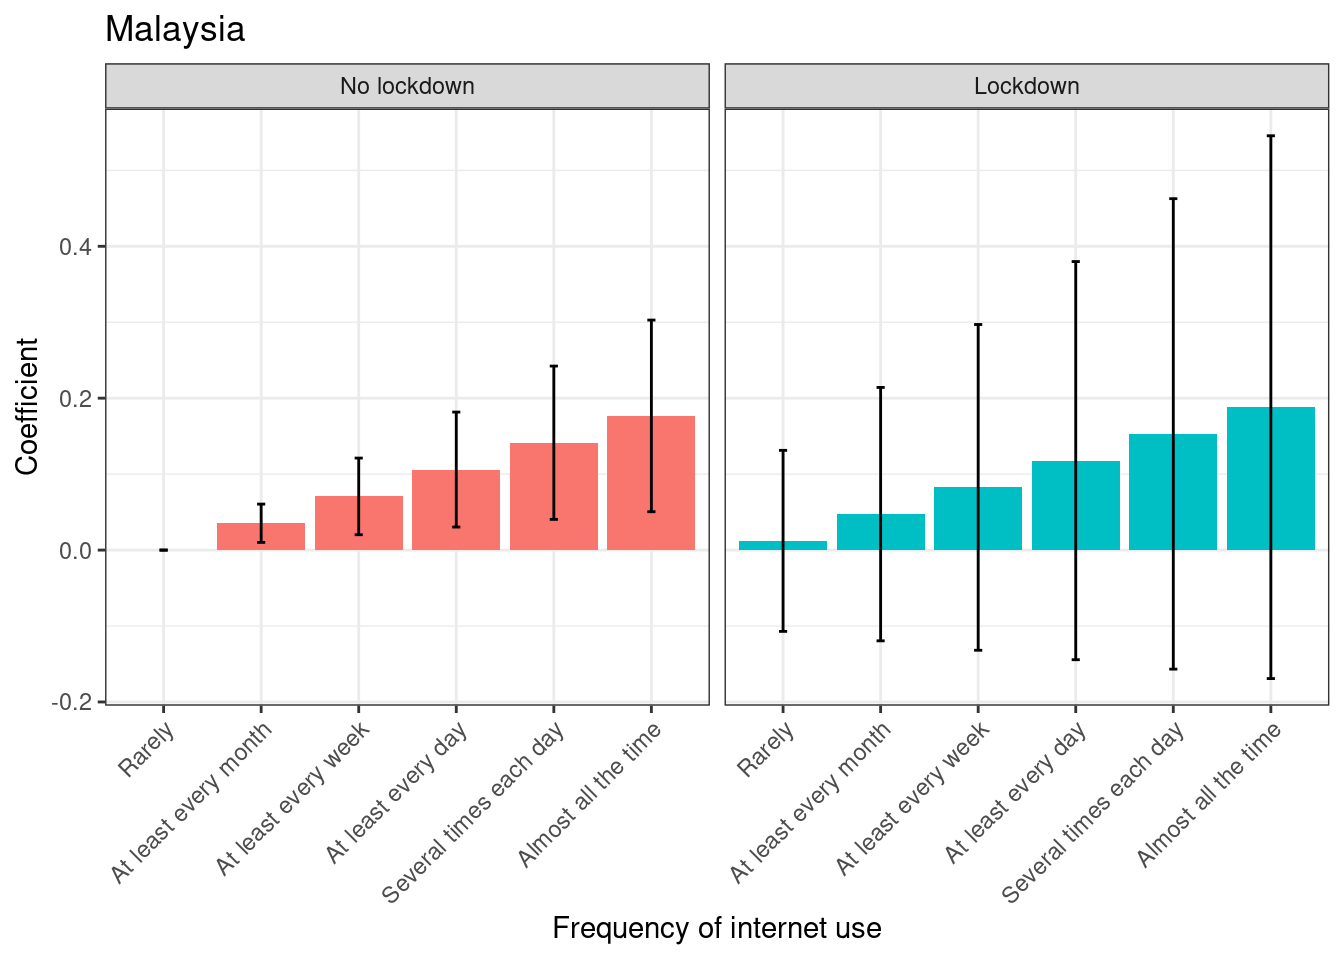 Malaysia
No lockdown
Lockdown
Coefficient
0.4
0.2
0.0
-0.2
Rarely
At least every month
At least every week
At least every day
Several times each day
Almost all the time
Rarely
At least every month
At least every week
At least every day
Several times each day
Almost all the time
Frequency of internet use